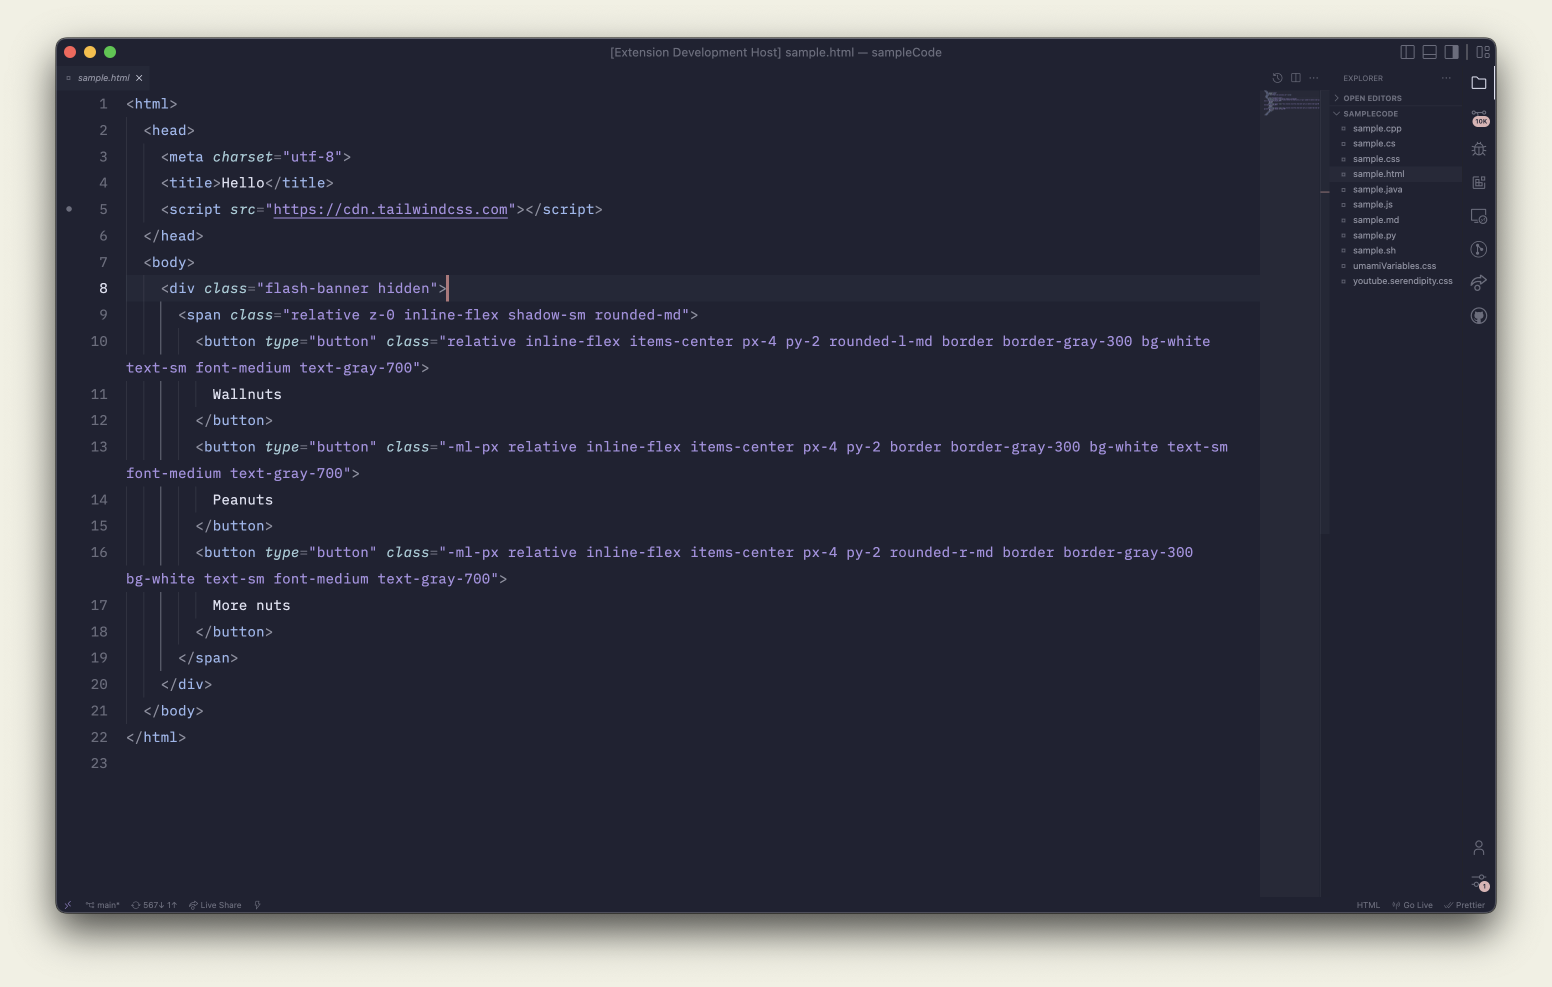 [Extension Development Host] sample.html — sampleCode
sample.html
1 <html>
2 <head>
3 <meta charset="utf-8">
4 <title>Hello</title>
5 <script src="https://cdn.tailwindcss.com"></script>
6 </head>
7 <body>
8 <div class="flash-banner hidden">
9 <span class="relative z-0 inline-flex shadow-sm rounded-md">
10 <button type="button" class="relative inline-flex items-center px-4 py-2 rounded-l-md border border-gray-300 bg-white
text-sm font-medium text-gray-700">
11 Wallnuts
12 </button>
13 <button type="button" class="-ml-px relative inline-flex items-center px-4 py-2 border border-gray-300 bg-white text-sm
font-medium text-gray-700">
14 Peanuts
15 </button>
16 <button type="button" class="-ml-px relative inline-flex items-center px-4 py-2 rounded-r-md border border-gray-300
bg-white text-sm font-medium text-gray-700">
17 More nuts
18 </button>
19 </span>
20 </div>
21 </body>
22 </html>
23
EXPLORER
OPEN EDITORS
SAMPLECODE
sample.cpp
sample.cs
sample.css
sample.html
sample.java
sample.js
sample.md
sample.py
sample.sh
umamiVariables.css
youtube.serendipity.css
10K
1
main* 567↓ 1↑ Live Share
HTML Go Live Prettier